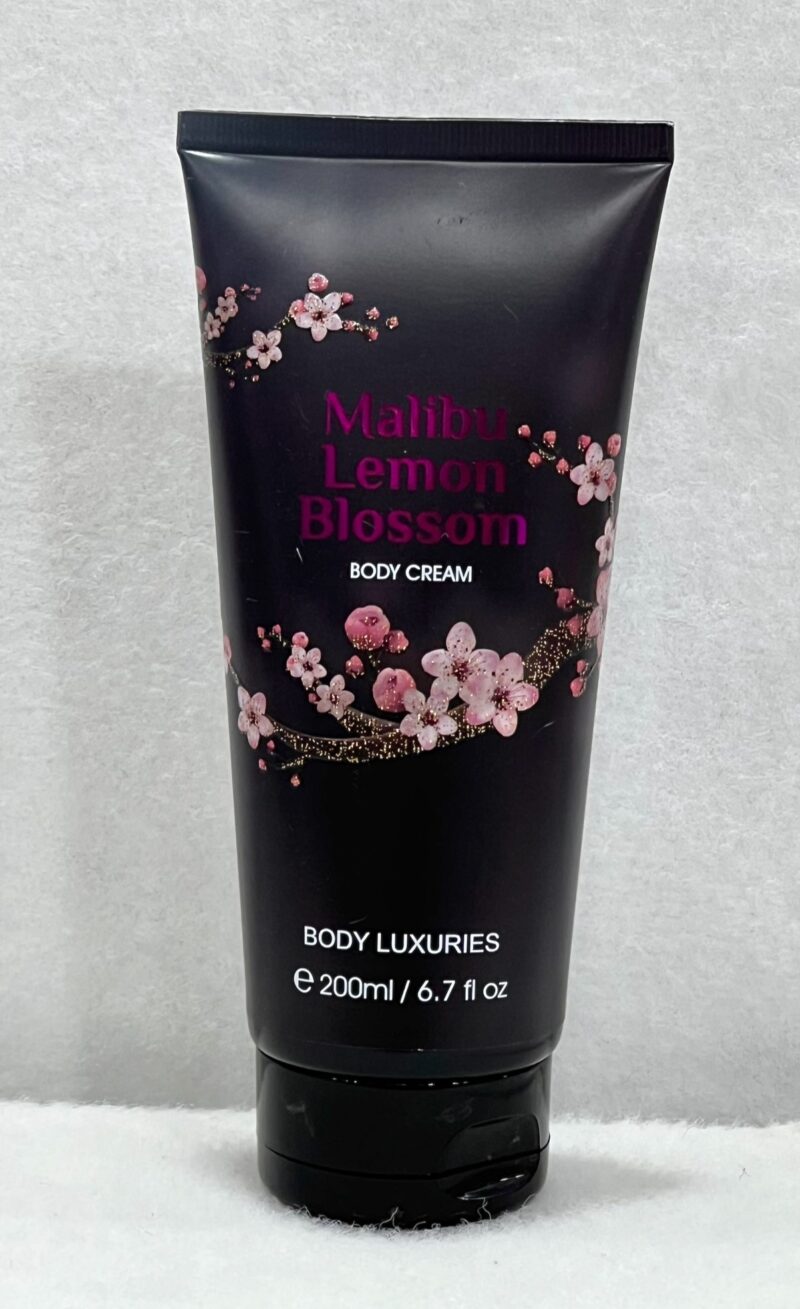 Malibu
Lemon
Blossom
BODY CREAM
BODY LUXURIES
℮ 200ml / 6.7 fl oz